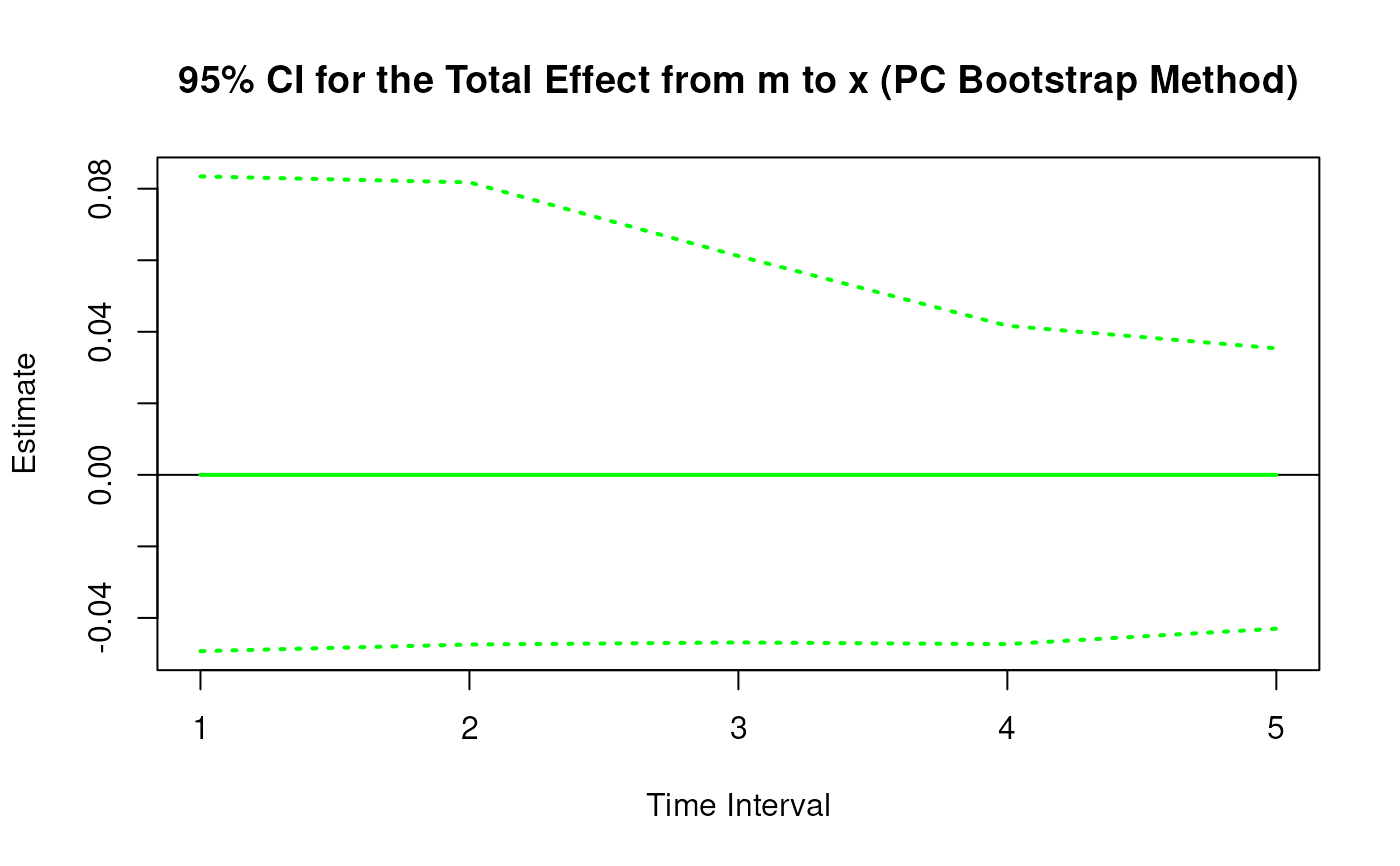 95% CI for the Total Effect from m to x (PC Bootstrap Method)
Estimate
0.08
0.04
0.00
-0.04
1 2 3 4 5
Time Interval